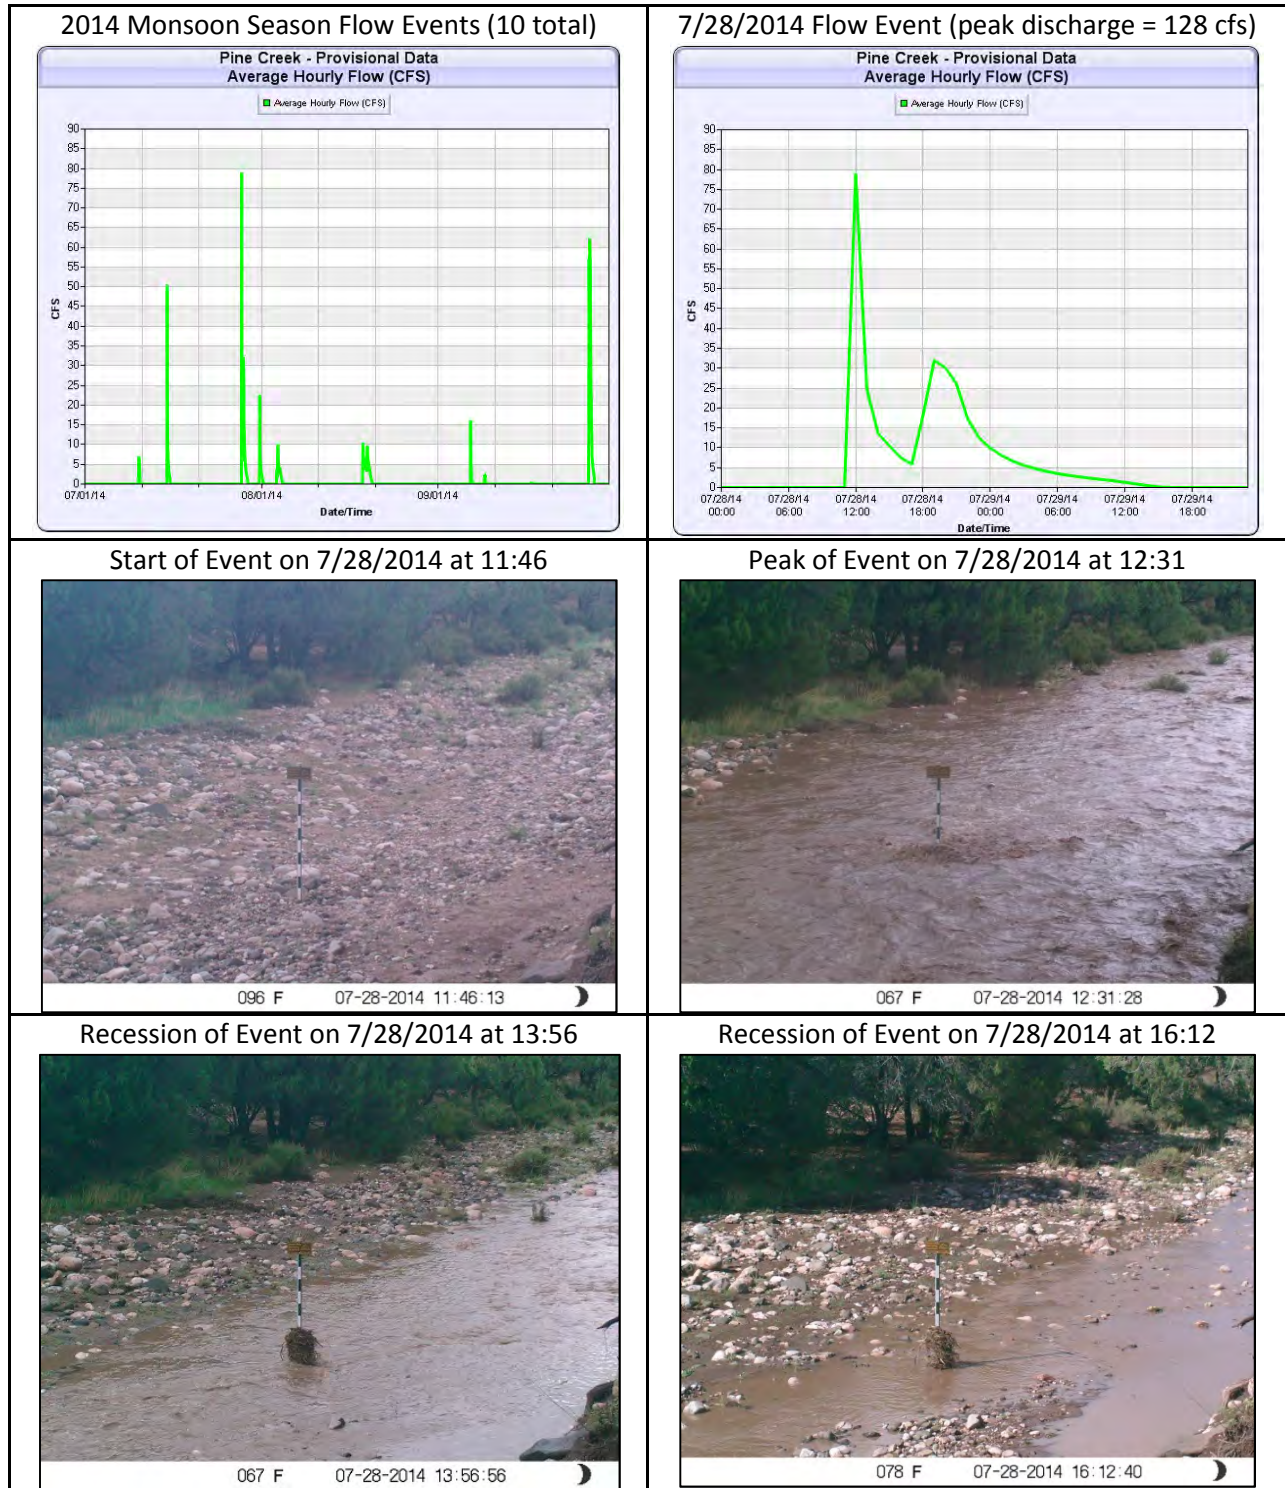 2014 Monsoon Season Flow Events (10 total)
Pine Creek - Provisional Data
Average Hourly Flow (CFS)
Average Hourly Flow (CFS)
90
85
80
75
70
65
60
55
50
45
40
35
30
25
20
15
10
5
0
CFS
07/01/14
08/01/14
09/01/14
Date/Time
7/28/2014 Flow Event (peak discharge = 128 cfs)
Pine Creek - Provisional Data
Average Hourly Flow (CFS)
Average Hourly Flow (CFS)
90
85
80
75
70
65
60
55
50
45
40
35
30
25
20
15
10
5
0
CFS
07/28/14 07/28/14 07/28/14 07/28/14 07/29/14 07/29/14 07/29/14 07/29/14
00:00 06:00 12:00 18:00 00:00 06:00 12:00 18:00
Date/Time
Start of Event on 7/28/2014 at 11:46
096 F 07-28-2014 11:46:13
Peak of Event on 7/28/2014 at 12:31
067 F 07-28-2014 12:31:28
Recession of Event on 7/28/2014 at 13:56
067 F 07-28-2014 13:56:56
Recession of Event on 7/28/2014 at 16:12
078 F 07-28-2014 16:12:40